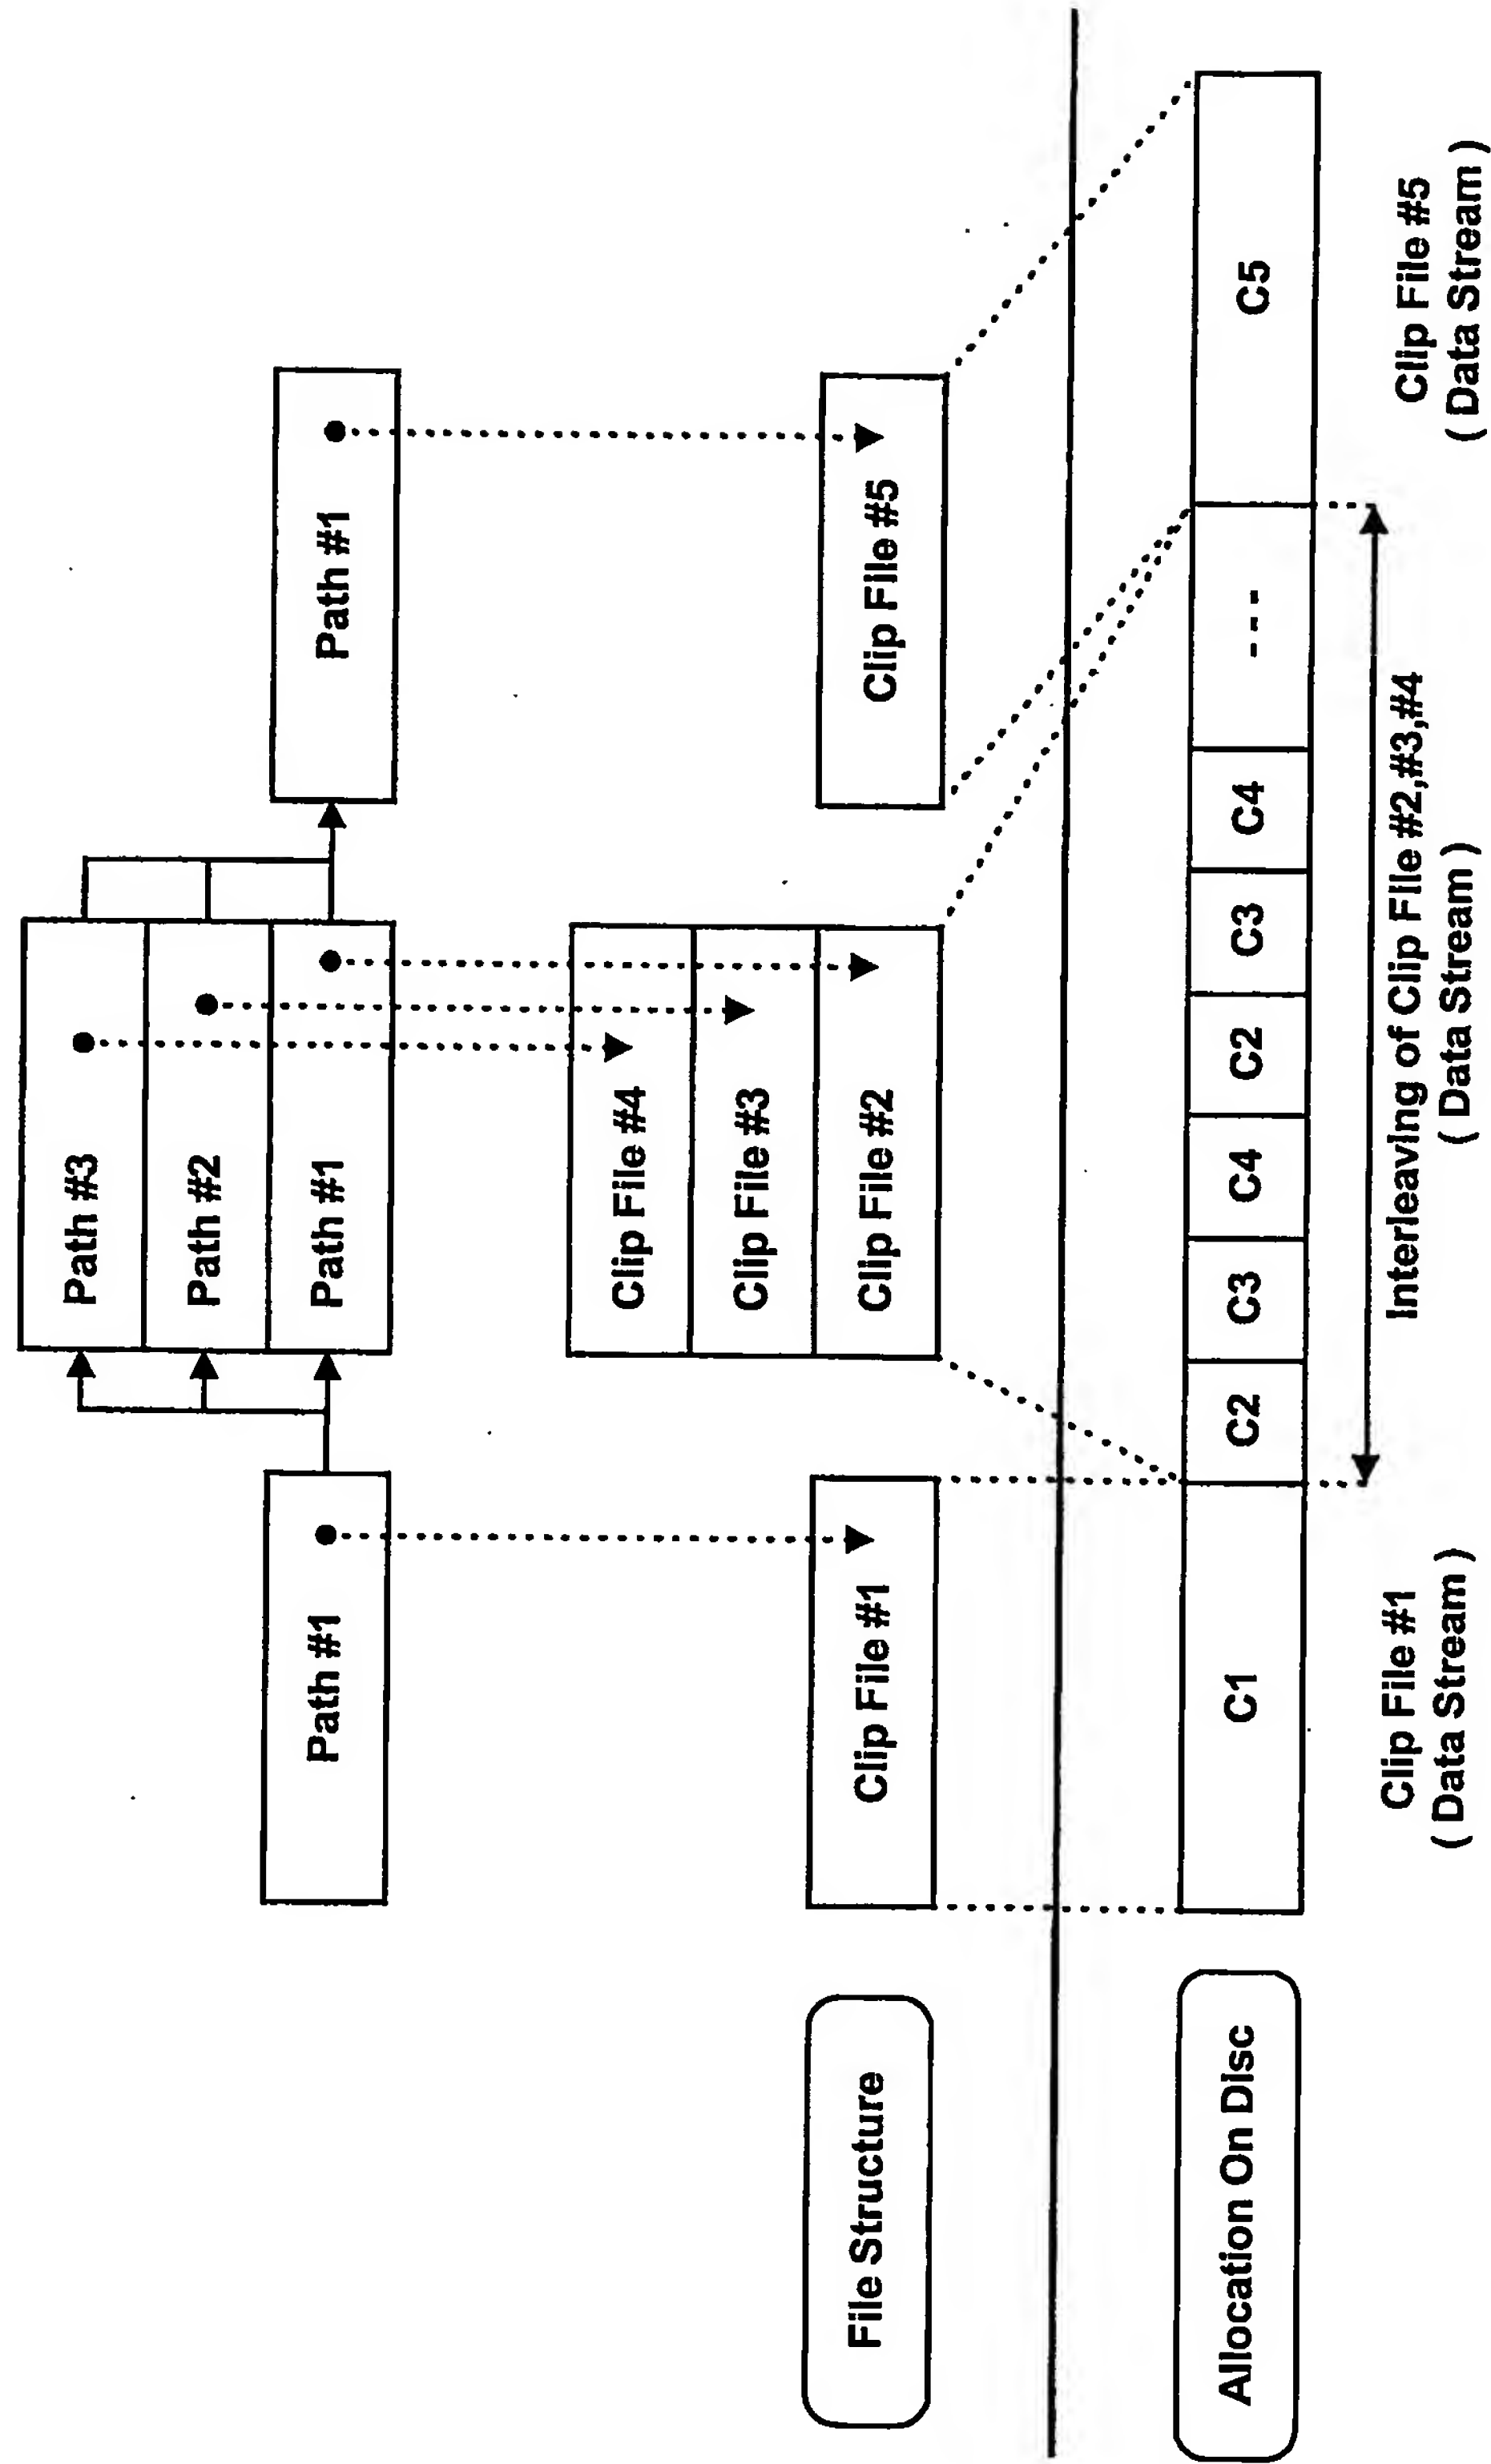 Path #3
Path #2
Path #1
Path #1
Path #1
Clip File #4
Clip File #3
Clip File #2
File Structure
Clip File #1
Clip File #5
Allocation On Disc
C1
C2
C3
C4
C2
C3
C4
---
C5
Clip File #1
( Data Stream )
Interleaving of Clip File #2,#3,#4
( Data Stream )
Clip File #5
( Data Stream )